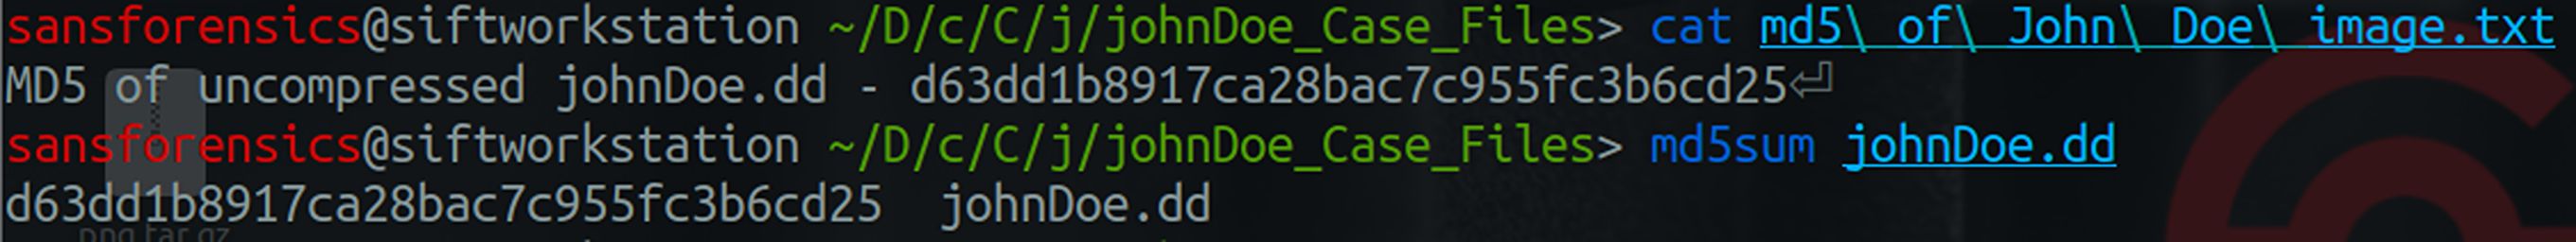 sansforensics@siftworkstation ~/D/c/C/j/johnDoe_Case_Files> cat md5\ of\ John\ Doe\ image.txt
MD5 of uncompressed johnDoe.dd - d63dd1b8917ca28bac7c955fc3b6cd25⏎
sansforensics@siftworkstation ~/D/c/C/j/johnDoe_Case_Files> md5sum johnDoe.dd
d63dd1b8917ca28bac7c955fc3b6cd25  johnDoe.dd